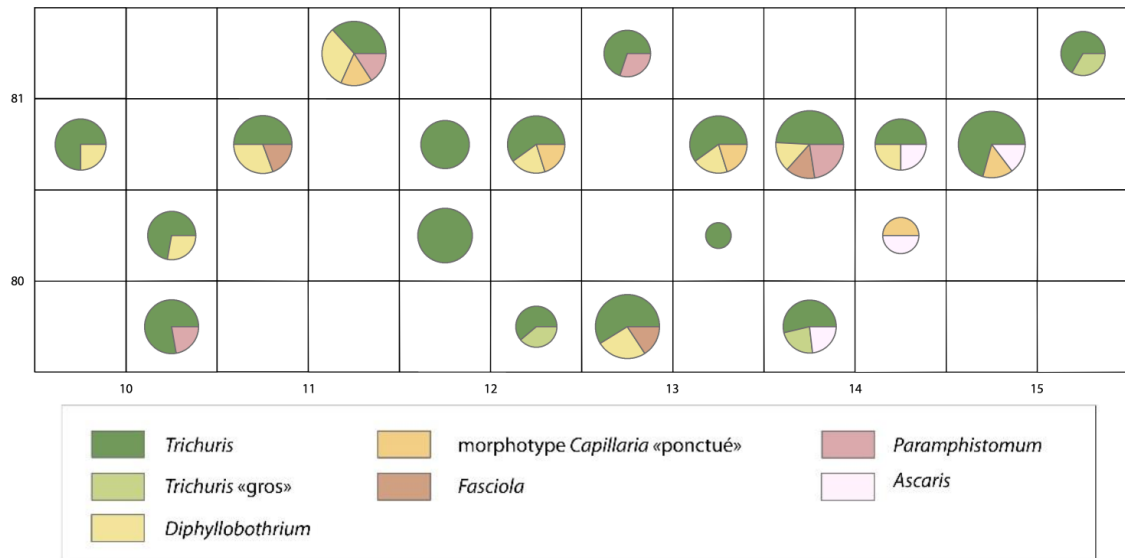 81
80
10 11 12 13 14 15
Trichuris morphotype Capillaria «ponctué» Paramphistomum
Trichuris «gros» Fasciola Ascaris
Diphyllobothrium